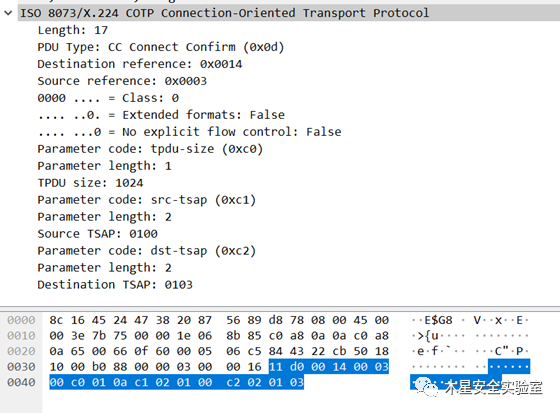 ISO 8073/X.224 COTP Connection-Oriented Transport Protocol
Length: 17
PDU Type: CC Connect Confirm (0x0d)
Destination reference: 0x0014
Source reference: 0x0003
0000 .... = Class: 0
.... ..0. = Extended formats: False
.... ...0 = No explicit flow control: False
Parameter code: tpdu-size (0xc0)
Parameter length: 1
TPDU size: 1024
Parameter code: src-tsap (0xc1)
Parameter length: 2
Source TSAP: 0100
Parameter code: dst-tsap (0xc2)
Parameter length: 2
Destination TSAP: 0103
0000 8c 16 45 24 47 38 20 87 56 89 d8 78 08 00 45 00 ··E$G8 · V··x··E·
0010 00 3e 7b 75 00 00 1e 06 8b 85 c0 a8 0a 0a c0 a8 ·>{u···· ········
0020 0a 65 00 66 0f 60 00 05 06 c5 84 43 22 cb 50 18 ·e·f·`·· ···C"·P·
0030 10 00 b0 88 00 00 03 00 00 16 11 d0 00 14 00 03
0040 00 c0 01 0a c1 02 01 00 c2 02 01 03
木星安全实验室